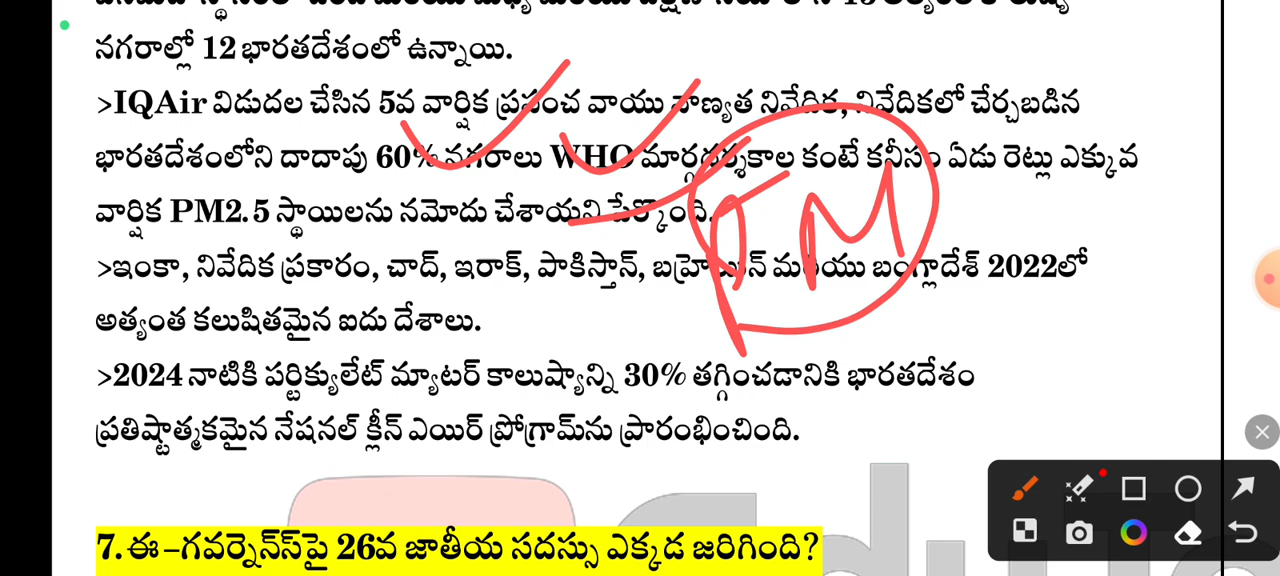 నగరాల్లో 12 భారతదేశంలో ఉన్నాయి.
>IQAir విడుదల చేసిన 5వ వార్షిక ప్రపంచ వాయు నాణ్యత నివేదిక, నివేదికలో చేర్చబడిన
భారతదేశంలోని దాదాపు 60% నగరాలు WHO మార్గదర్శకాల కంటే కనీసం ఏడు రెట్లు ఎక్కువ
వార్షిక PM2.5 స్థాయిలను నమోదు చేశాయని పేర్కొంది.
PM
>ఇంకా, నివేదిక ప్రకారం, చాద్, ఇరాక్, పాకిస్తాన్, బహ్రెయిన్ మరియు బంగ్లాదేశ్ 2022లో
అత్యంత కలుషితమైన ఐదు దేశాలు.
>2024 నాటికి పర్టిక్యులేట్ మ్యాటర్ కాలుష్యాన్ని 30% తగ్గించడానికి భారతదేశం
ప్రతిష్టాత్మకమైన నేషనల్ క్లీన్ ఎయిర్ ప్రోగ్రామ్‌ను ప్రారంభించింది.
7. ఈ-గవర్నెన్స్‌పై 26వ జాతీయ సదస్సు ఎక్కడ జరిగింది?